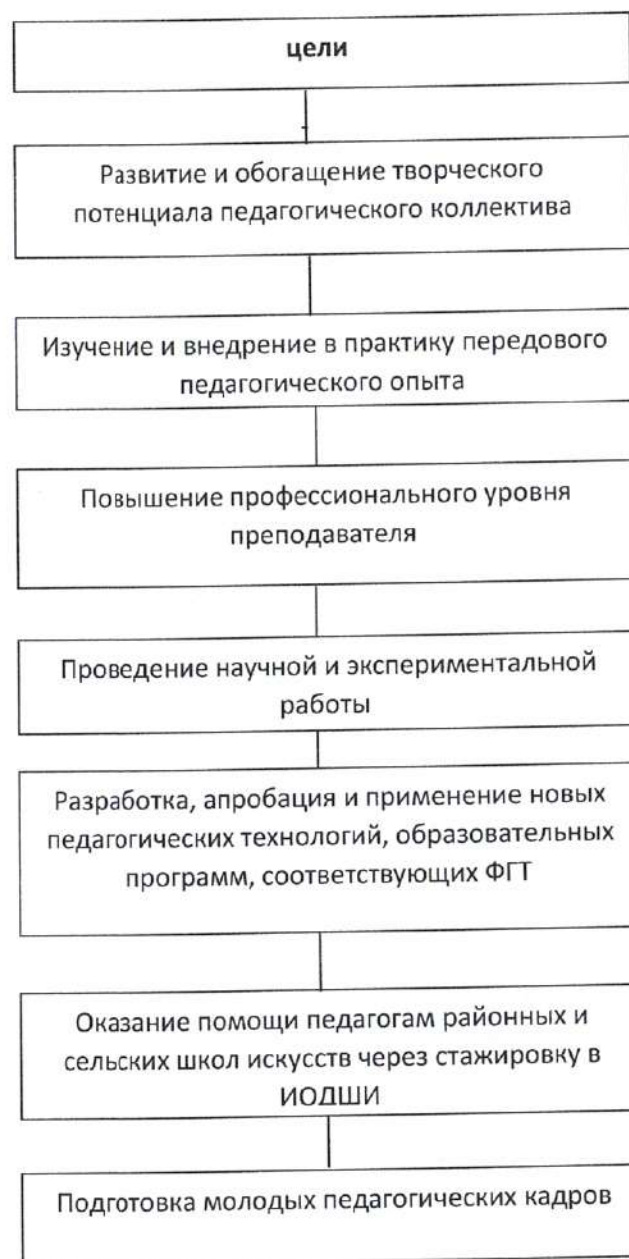 цели
Развитие и обогащение творческого
потенциала педагогического коллектива
Изучение и внедрение в практику передового
педагогического опыта
Повышение профессионального уровня
преподавателя
Проведение научной и экспериментальной
работы
Разработка, апробация и применение новых
педагогических технологий, образовательных
программ, соответствующих ФГТ
Оказание помощи педагогам районных и
сельских школ искусств через стажировку в
ИОДШИ
Подготовка молодых педагогических кадров